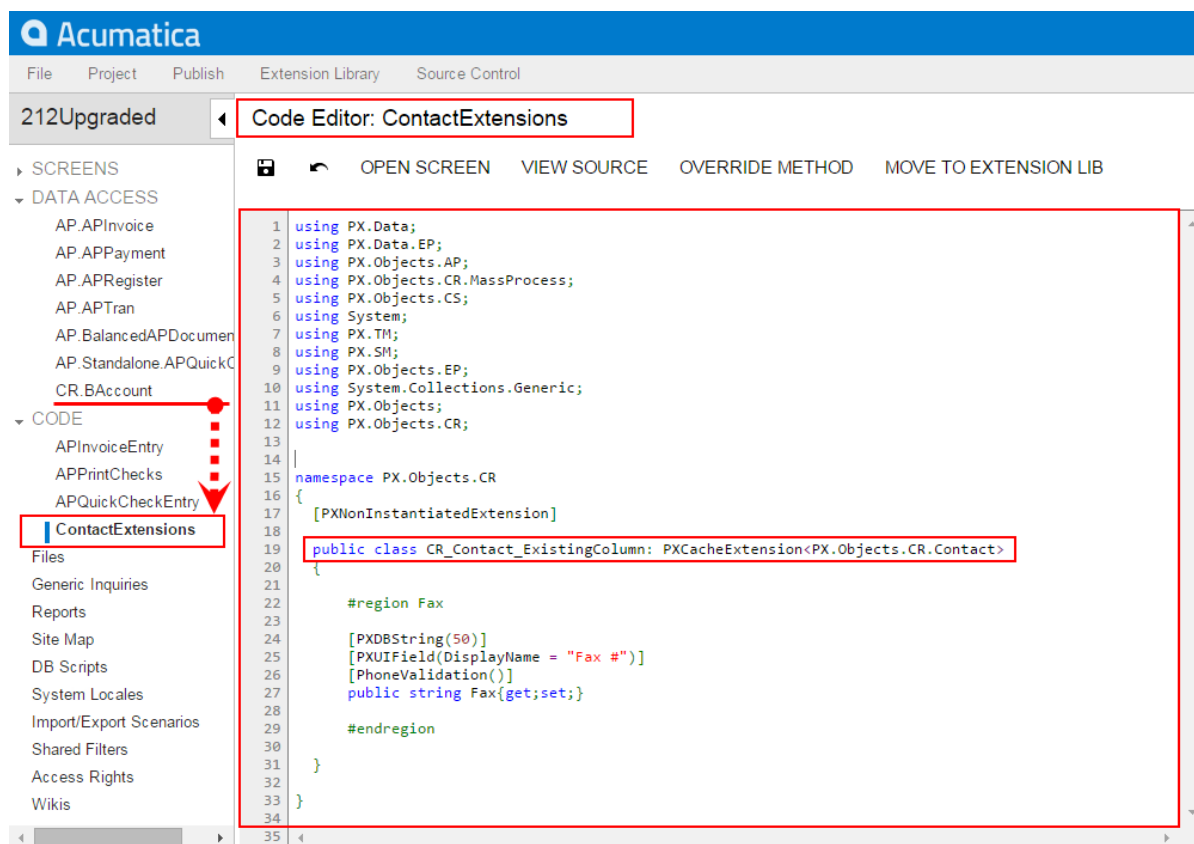 Acumatica
File Project Publish Extension Library Source Control
212Upgraded
Code Editor: ContactExtensions
OPEN SCREEN VIEW SOURCE OVERRIDE METHOD MOVE TO EXTENSION LIB
SCREENS
DATA ACCESS
AP.APInvoice
AP.APPayment
AP.APRegister
AP.APTran
AP.BalancedAPDocumen
AP.Standalone.APQuickC
CR.BAccount
CODE
APInvoiceEntry
APPrintChecks
APQuickCheckEntry
ContactExtensions
Files
Generic Inquiries
Reports
Site Map
DB Scripts
System Locales
Import/Export Scenarios
Shared Filters
Access Rights
Wikis
1 using PX.Data;
2 using PX.Data.EP;
3 using PX.Objects.AP;
4 using PX.Objects.CR.MassProcess;
5 using PX.Objects.CS;
6 using System;
7 using PX.TM;
8 using PX.SM;
9 using PX.Objects.EP;
10 using System.Collections.Generic;
11 using PX.Objects;
12 using PX.Objects.CR;
13
14
15 namespace PX.Objects.CR
16 {
17 [PXNonInstantiatedExtension]
18
19 public class CR_Contact_ExistingColumn: PXCacheExtension<PX.Objects.CR.Contact>
20 {
21
22 #region Fax
23
24 [PXDBString(50)]
25 [PXUIField(DisplayName = "Fax #")]
26 [PhoneValidation()]
27 public string Fax{get;set;}
28
29 #endregion
30
31 }
32
33 }
34
35